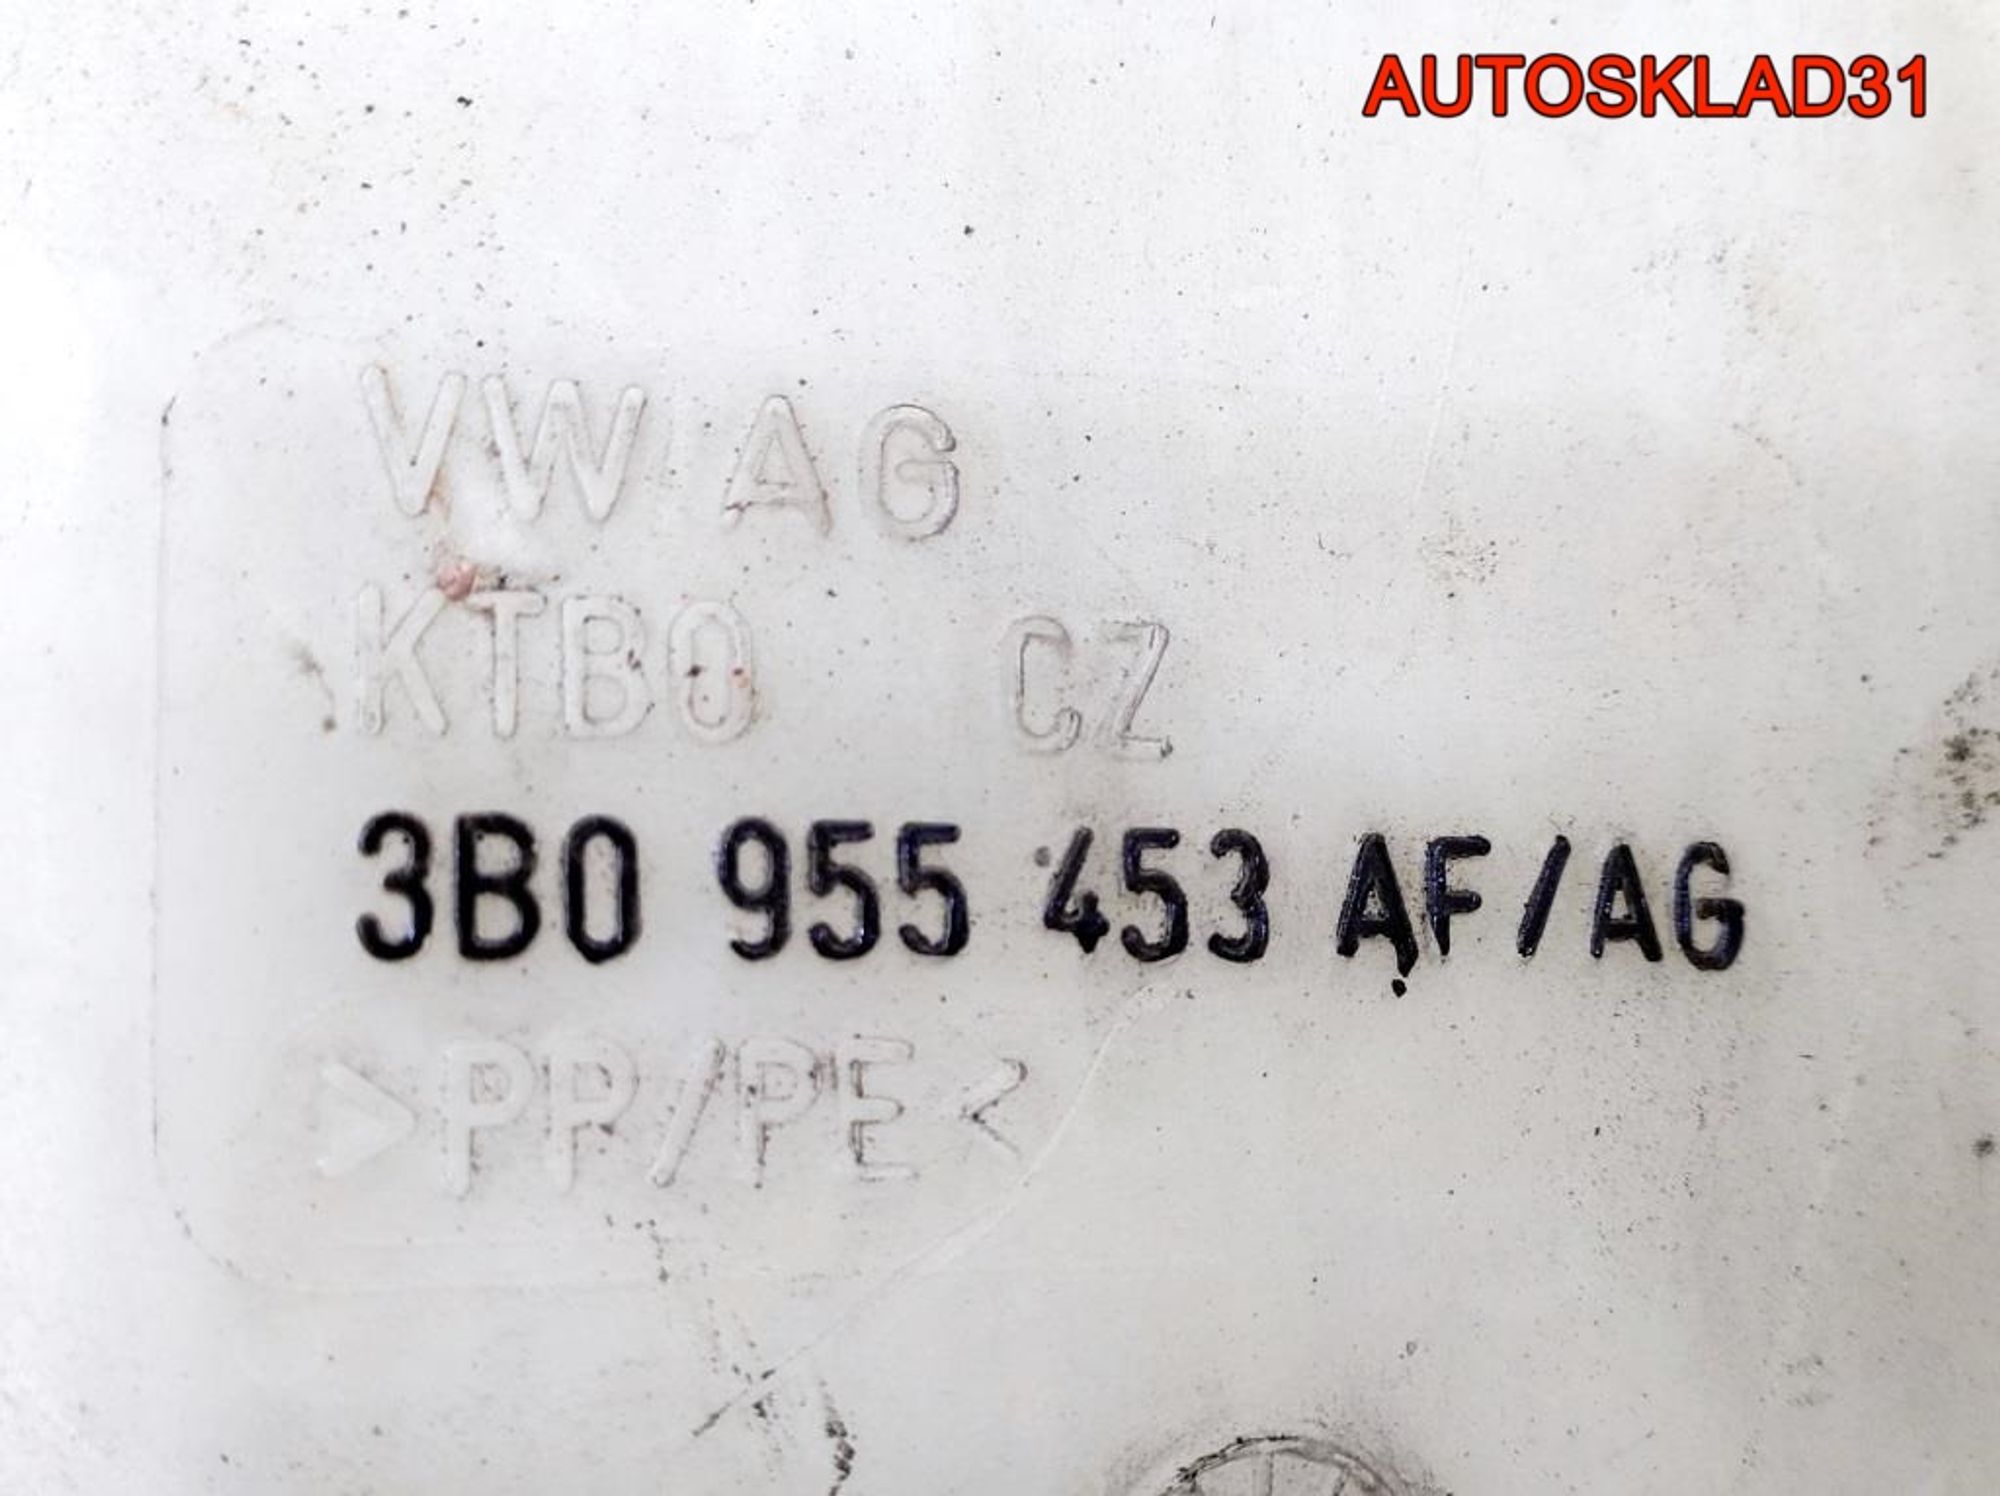 AUTOSKLAD31
VW AG
KTBO CZ
3B0 955 453 AF/AG
>PP/PE<